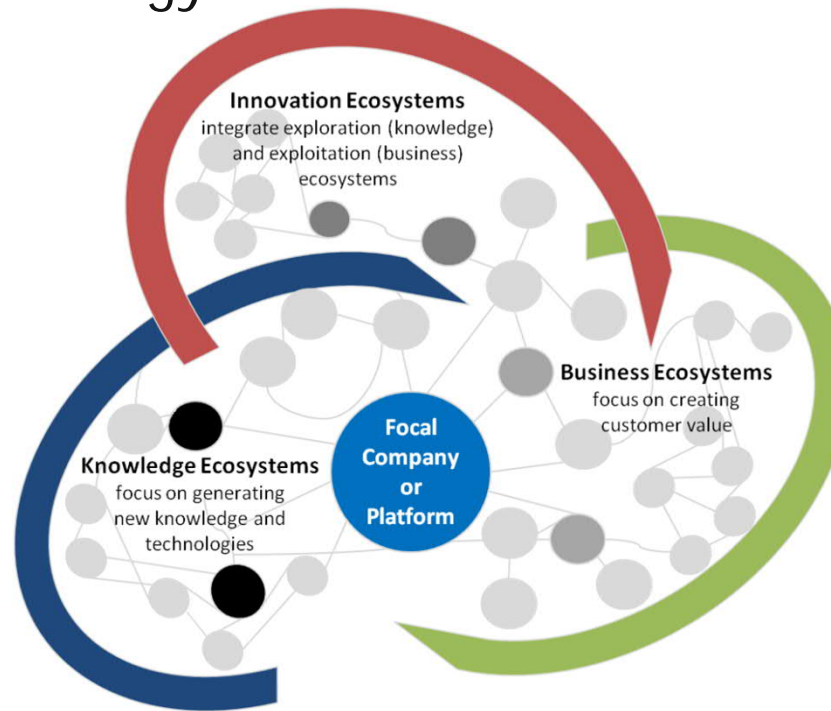 gy
Innovation Ecosystems
integrate exploration (knowledge)
and exploitation (business)
ecosystems
Business Ecosystems
focus on creating
customer value
Focal
Company
or
Platform
Knowledge Ecosystems
focus on generating
new knowledge and
technologies